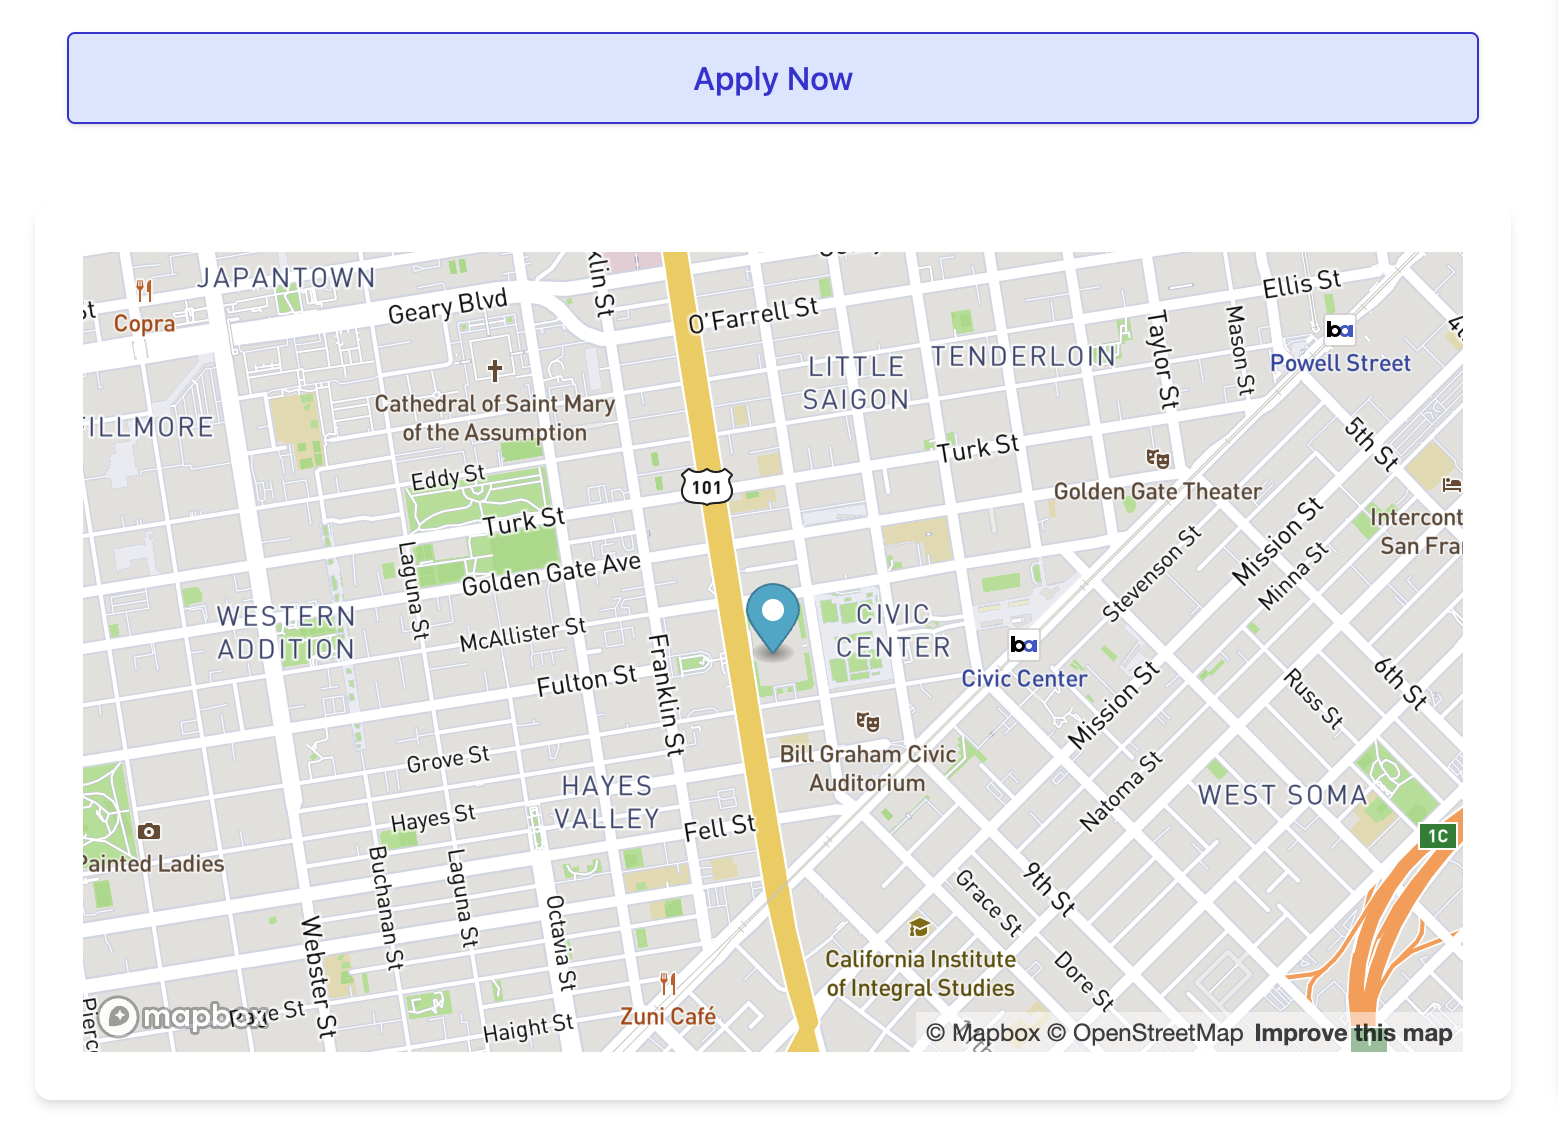 Apply Now
JAPANTOWN
Copra
Geary Blvd
klin St
O'Farrell St
Ellis St
Powell Street
Mason St
Taylor St
TENDERLOIN
LITTLE
SAIGON
Cathedral of Saint Mary
of the Assumption
FILLMORE
Eddy St
Turk St
Turk St
101
Golden Gate Theater
5th St
Intercont
San Fran
Mission St
Minna St
Stevenson St
Golden Gate Ave
Laguna St
WESTERN
ADDITION
McAllister St
Fulton St
Franklin St
CIVIC
CENTER
ba
Civic Center
ba
Mission St
Russ St
6th St
Natoma St
WEST SOMA
1C
Bill Graham Civic
Auditorium
Grove St
HAYES
VALLEY
Hayes St
Fell St
Painted Ladies
Buchanan St
Laguna St
Octavia St
Webster St
9th St
Grace St
Dore St
California Institute
of Integral Studies
Zuni Café
Haight St
Page St
Pierc
mapbox
© Mapbox © OpenStreetMap Improve this map